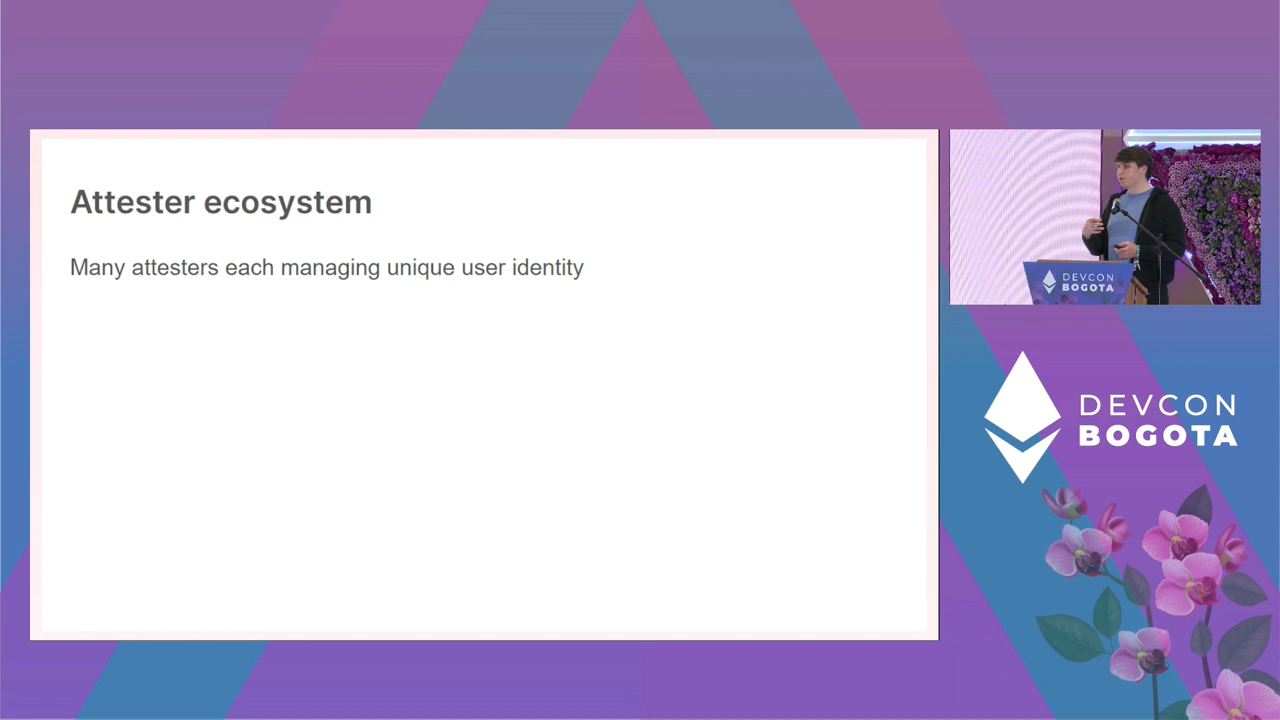 Attester ecosystem
Many attesters each managing unique user identity
DEVCON
BOGOTA
DEVCON
BOGOTA